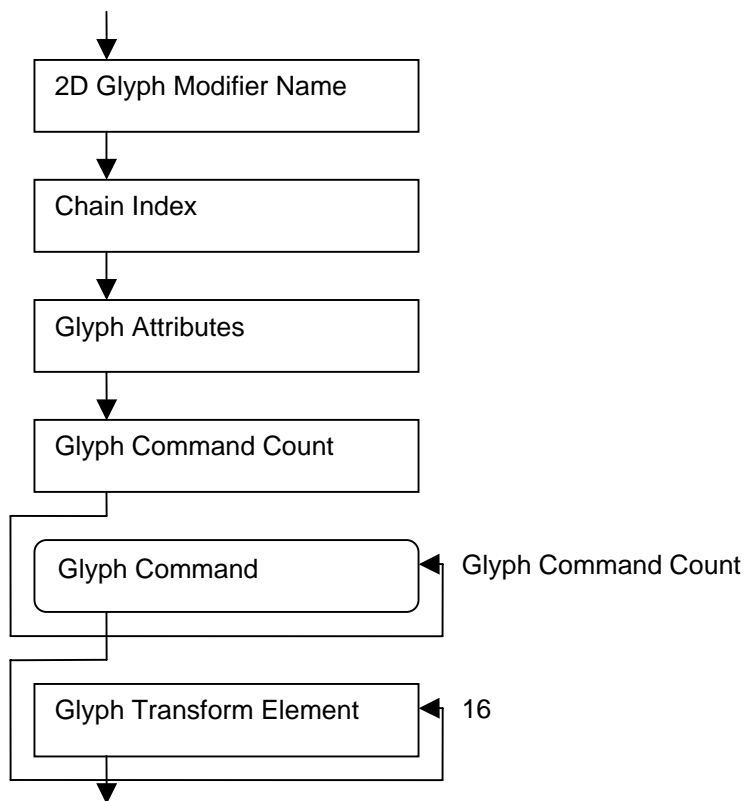 2D Glyph Modifier Name
Chain Index
Glyph Attributes
Glyph Command Count
Glyph Command
Glyph Command Count
Glyph Transform Element
16